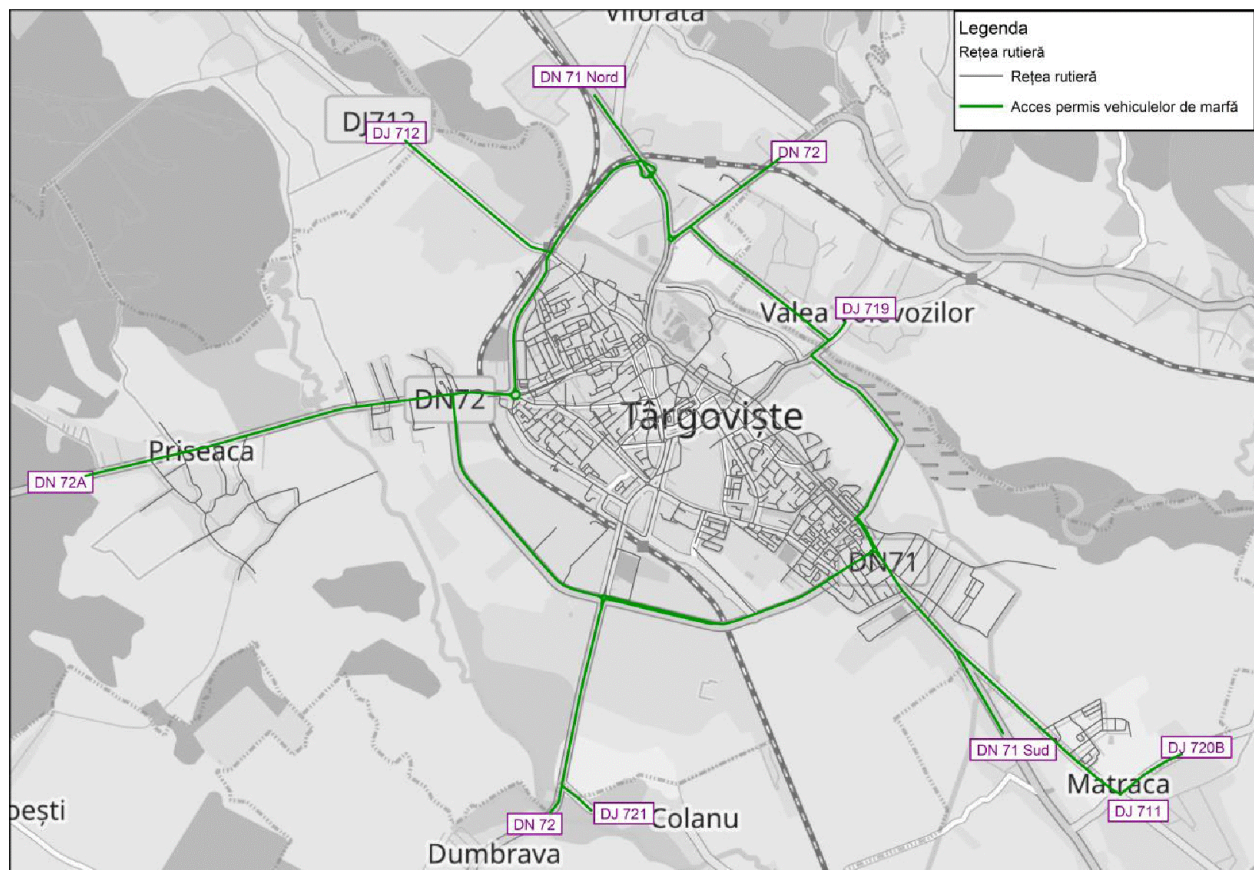 Viforâta
Legenda
Rețea rutieră
Rețea rutieră
Acces permis vehiculelor de marfă
DN 71 Nord
DJ712
DJ 712
DN 72
DJ 719
Valea Voievozilor
DN72
Târgoviște
Priseaca
DN 72A
DN71
DN 71 Sud
DJ 720B
Matraca
DJ 711
DN 72
DJ 721
Colanu
Dumbrava
pești